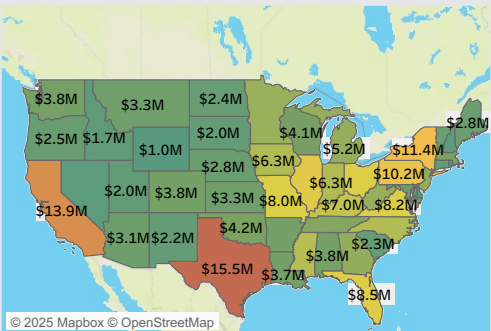 $3.8M
$3.3M
$2.4M
$2.8M
$2.5M
$1.7M
$2.0M
$4.1M
$5.2M
$11.4M
$1.0M
$2.8M
$6.3M
$10.2M
$13.9M
$2.0M
$3.8M
$3.3M
$8.0M
$6.3M
$7.0M
$8.2M
$3.1M
$2.2M
$4.2M
$3.8M
$2.3M
$15.5M
$3.7M
$8.5M
© 2025 Mapbox © OpenStreetMap